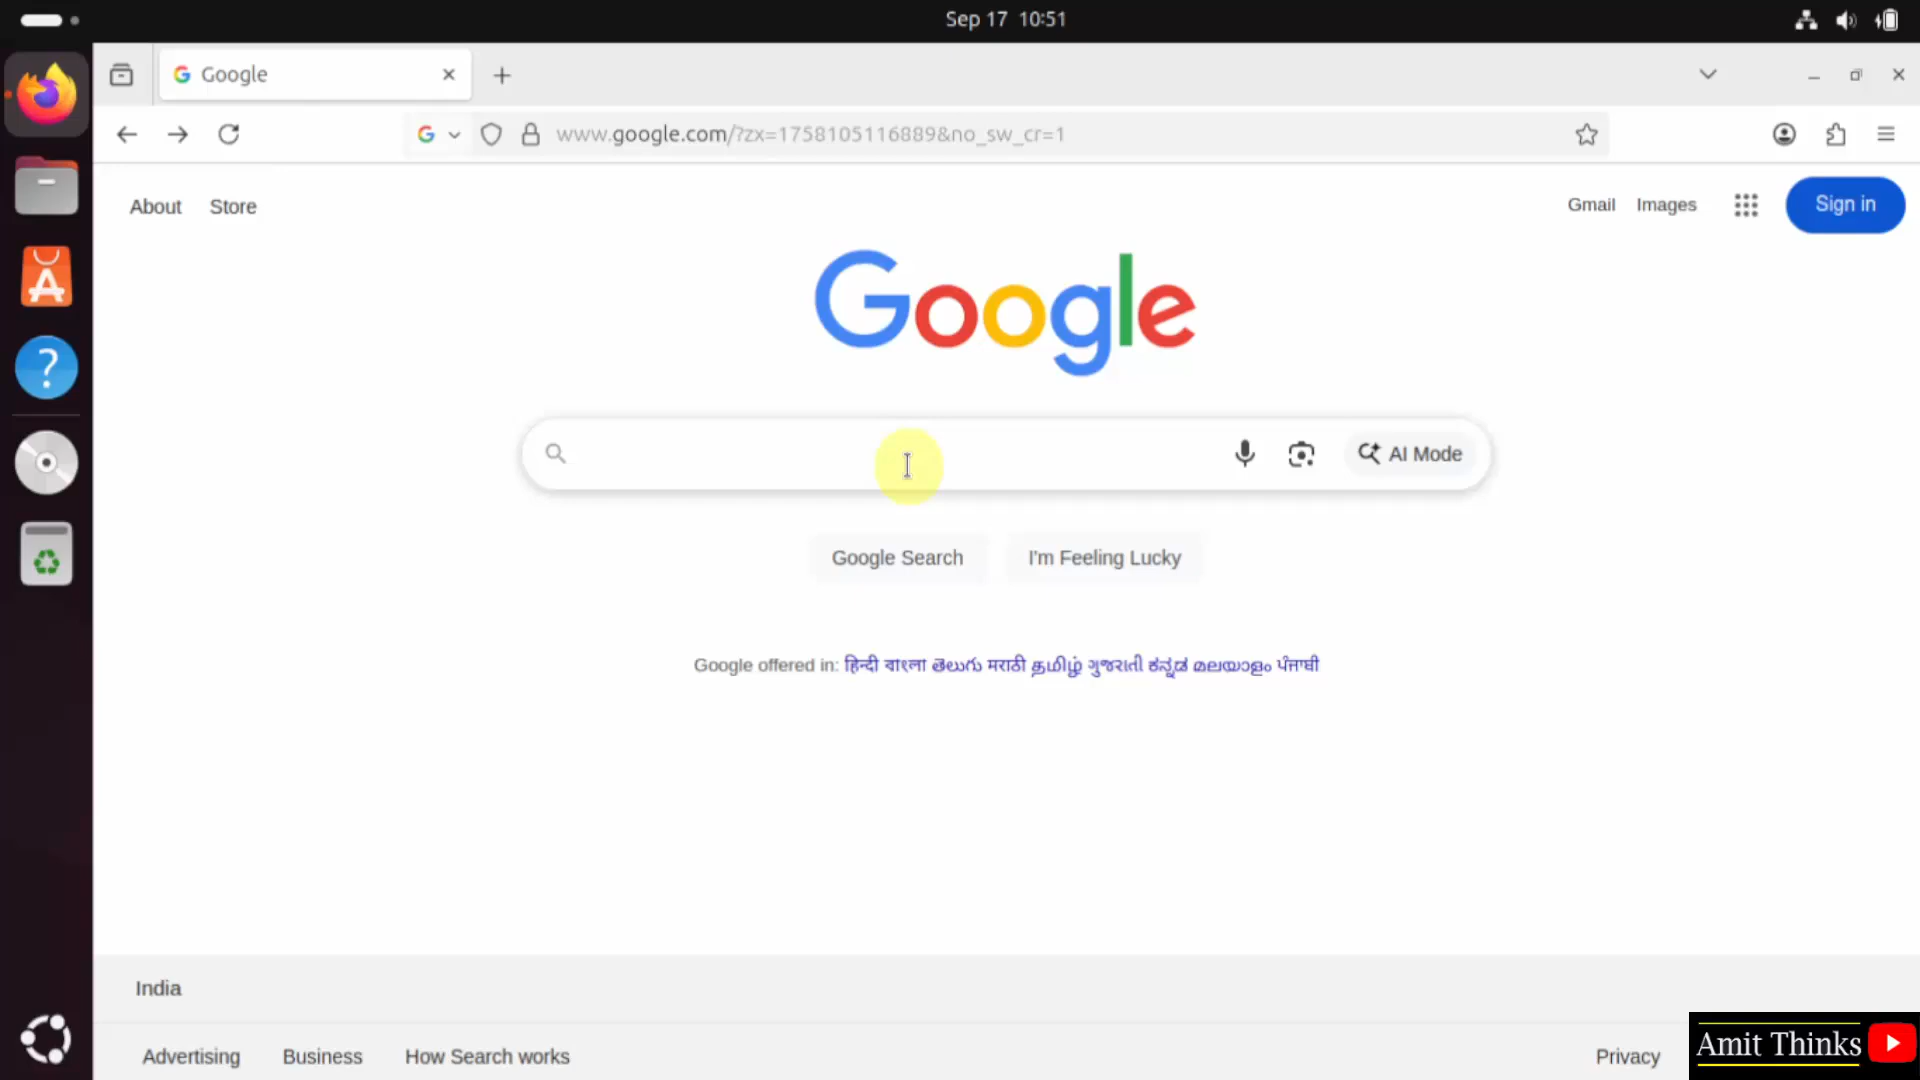 Sep 17 10:51
Google
www.google.com/?zx=1758105116889&no_sw_cr=1
About Store
Gmail Images Sign in
Google
AI Mode
Google Search I'm Feeling Lucky
Google offered in: हिन्दी বাংলা తెలుగు मराठी தமிழ் ગુજરાતી ಕನ್ನಡ മലയാളം ਪੰਜਾਬੀ
India
Advertising Business How Search works Privacy
Amit Thinks